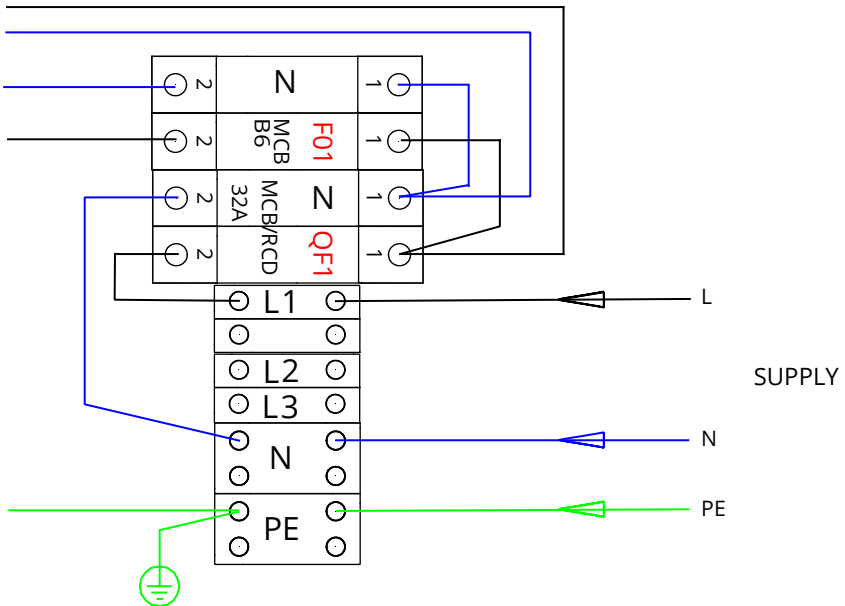 2 N 1
2 MCB B6 F01 1
2 MCB/RCD 32A N 1
2 QF1 1
L1
L
L2
SUPPLY
L3
N
N
PE
PE